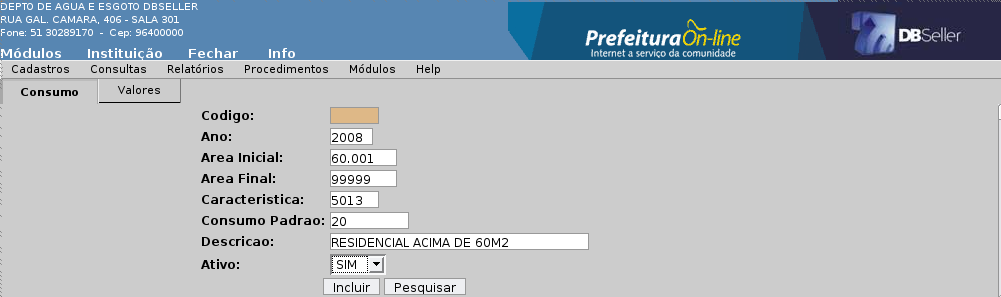 DEPTO DE AGUA E ESGOTO DBSELLER
RUA GAL. CAMARA, 406 - SALA 301
Fone: 51 30289170 - Cep: 96400000
Prefeitura On-line
Internet a serviço da comunidade
DBSeller
Módulos Instituição Fechar Info
Cadastros Consultas Relatórios Procedimentos Módulos Help
Consumo Valores
Codigo:
Ano: 2008
Area Inicial: 60.001
Area Final: 99999
Caracteristica: 5013
Consumo Padrao: 20
Descricao: RESIDENCIAL ACIMA DE 60M2
Ativo: SIM
Incluir Pesquisar